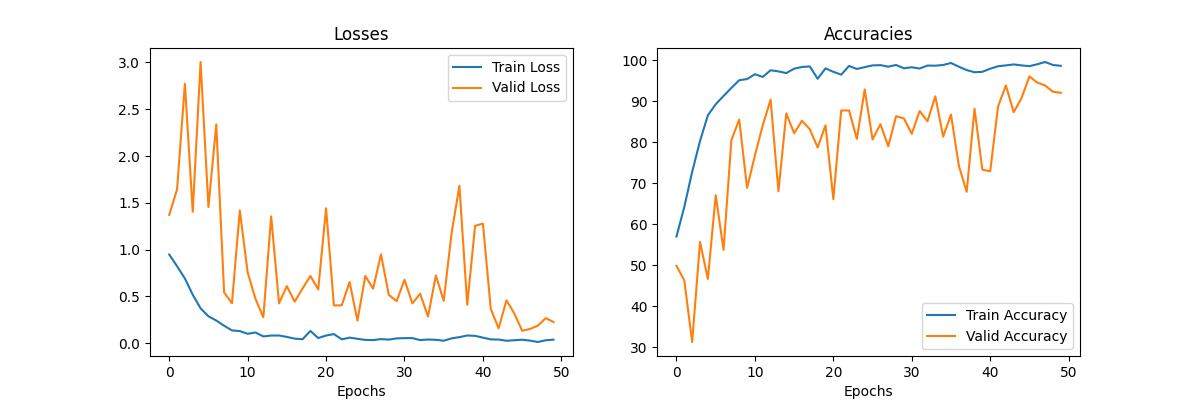 Losses
3.0
2.5
2.0
1.5
1.0
0.5
0.0
0 10 20 30 40 50
Epochs
Train Loss
Valid Loss
Accuracies
100
90
80
70
60
50
40
30
0 10 20 30 40 50
Epochs
Train Accuracy
Valid Accuracy